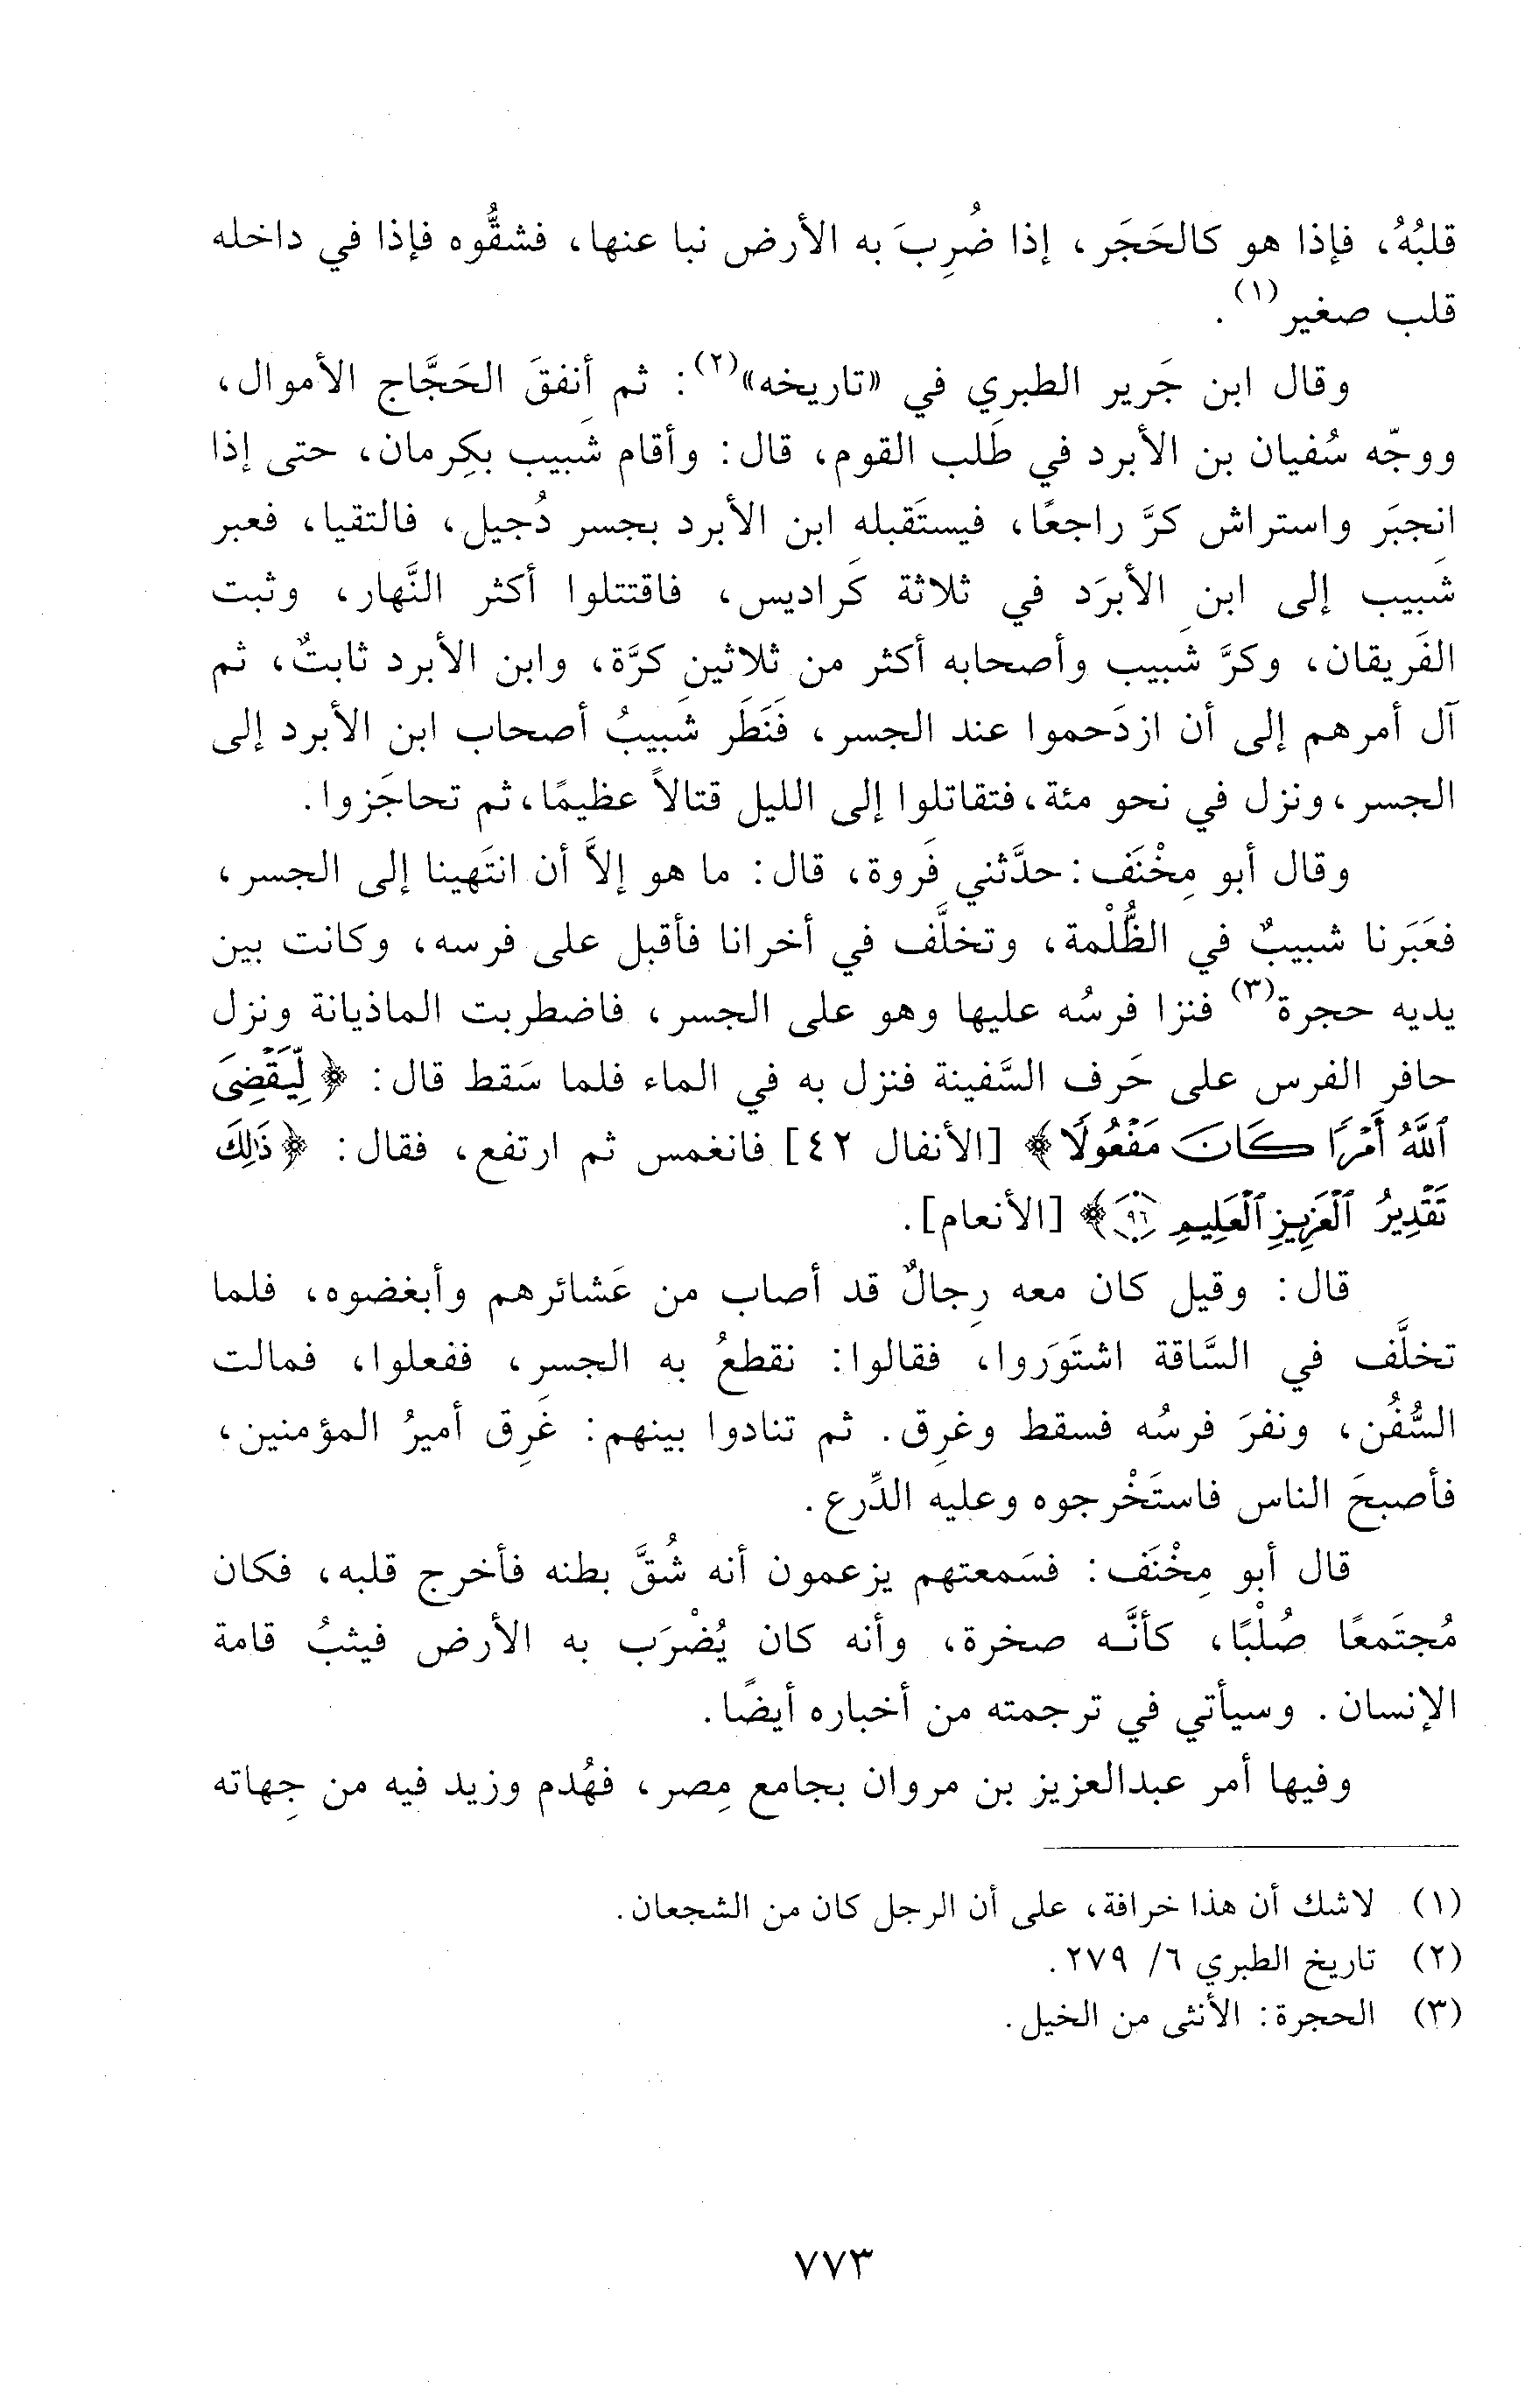 قلبُهُ، فإذا هو كالحَجَر، إذا ضُرِبَ به الأرض نبا عنها، فشقُّوه فإذا في داخله
قلب صغير(١).
وقال ابن جَرير الطبري في «تاريخه»(٢): ثم أنفقَ الحَجَّاج الأموال،
ووجّه سُفيان بن الأبرد في طَلب القوم، قال: وأقام شَبيب بكِرمان، حتى إذا
انجبَر واستراش كرَّ راجعًا، فيستَقبله ابن الأبرد بجسر دُجيل، فالتقيا، فعبر
شَبيب إلى ابن الأبرَد في ثلاثة كَراديس، فاقتتلوا أكثر النَّهار، وثبت
الفَريقان، وكرَّ شَبيب وأصحابه أكثر من ثلاثين كرَّة، وابن الأبرد ثابتٌ، ثم
آل أمرهم إلى أن ازدَحموا عند الجسر، فَنَطَر شَبيبُ أصحاب ابن الأبرد إلى
الجسر، ونزل في نحو مئة، فتقاتلوا إلى الليل قتالاً عظيمًا، ثم تحاجَزوا.
وقال أبو مِخْنَف: حدَّثني فَروة، قال: ما هو إلاَّ أن انتَهينا إلى الجسر،
فعَبَرنا شبيبٌ في الظُّلْمة، وتخلَّف في أخرانا فأقبل على فرسه، وكانت بين
يديه حجرة(٣) فنزا فرسُه عليها وهو على الجسر، فاضطربت الماذيانة ونزل
حافر الفرس على حَرف السَّفينة فنزل به في الماء فلما سَقط قال: ﴿لِّيَقْضِىَ
ٱللَّهُ أَمْرًا كَانَ مَفْعُولًا﴾ [الأنفال ٤٢] فانغمس ثم ارتفع، فقال: ﴿ذَٰلِكَ
تَقْدِيرُ ٱلْعَزِيزِ ٱلْعَلِيمِ ٩٦﴾ [الأنعام].
قال: وقيل كان معه رِجالٌ قد أصاب من عَشائرهم وأبغضوه، فلما
تخلَّف في السَّاقة اشتَوَروا، فقالوا: نقطعُ به الجسر، ففعلوا، فمالت
السُّفُن، ونفرَ فرسُه فسقط وغرِق. ثم تنادوا بينهم: غَرِق أميرُ المؤمنين،
فأصبحَ الناس فاستَخْرجوه وعليه الدِّرع.
قال أبو مِخْنَف: فسَمعتهم يزعمون أنه شُقَّ بطنه فأخرج قلبه، فكان
مُجتَمعًا صُلْبًا، كأنَّه صخرة، وأنه كان يُضْرَب به الأرض فيثبُ قامة
الإنسان. وسيأتي في ترجمته من أخباره أيضًا.
وفيها أمر عبدالعزيز بن مروان بجامع مِصر، فهُدم وزيد فيه من جِهاته
(١) لاشك أن هذا خرافة، على أن الرجل كان من الشجعان.
(٢) تاريخ الطبري ٦/ ٢٧٩.
(٣) الحجرة: الأنثى من الخيل.
٧٧٣